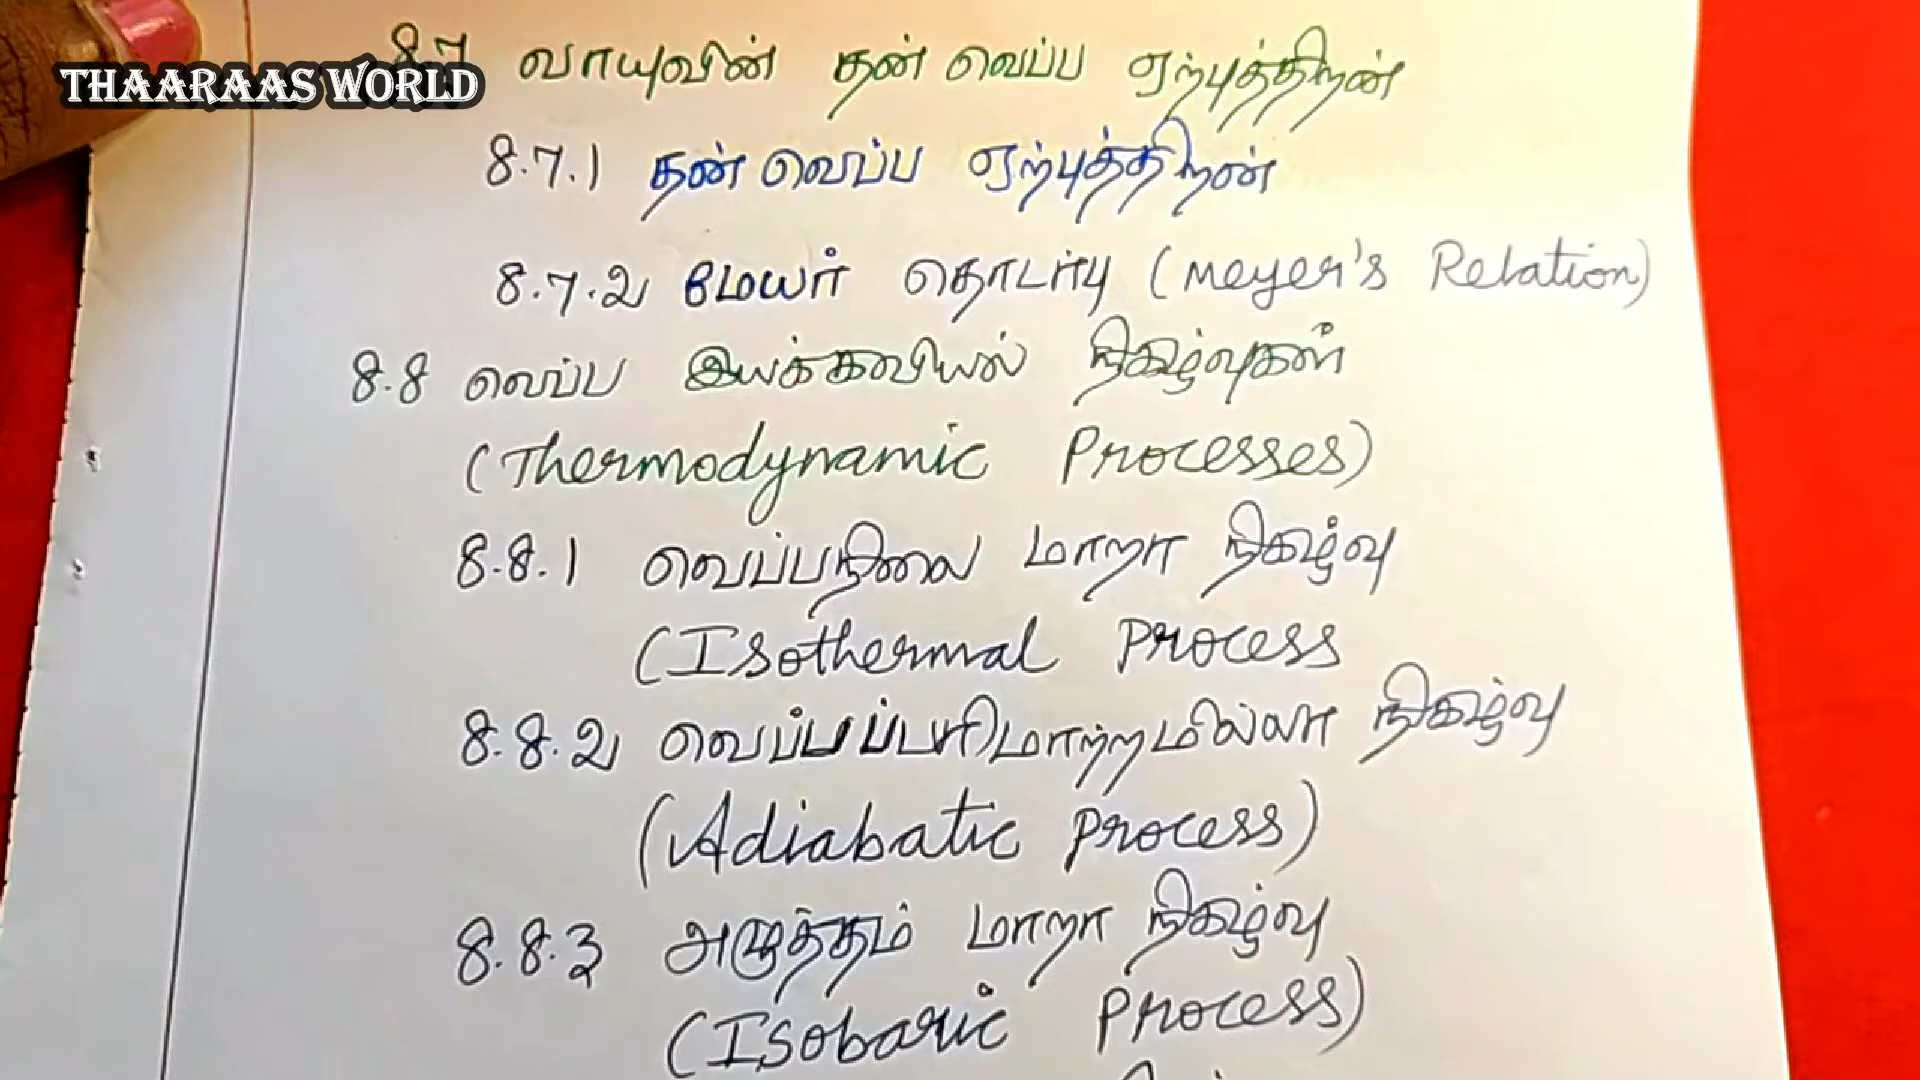 8.7 வாயுவின் தன் வெப்ப ஏற்புத்திறன்
THAARAAS WORLD
8.7.1 தன் வெப்ப ஏற்புத்திறன்
8.7.2 மேயர் தொடர்பு (Meyer's Relation)
8.8 வெப்ப இயக்கவியல் நிகழ்வுகள்
(Thermodynamic Processes)
8.8.1 வெப்பநிலை மாறா நிகழ்வு
(Isothermal Process
8.8.2 வெப்பப்பரிமாற்றமில்லா நிகழ்வு
(Adiabatic process)
8.8.3 அழுத்தம் மாறா நிகழ்வு
(Isobaric Process)